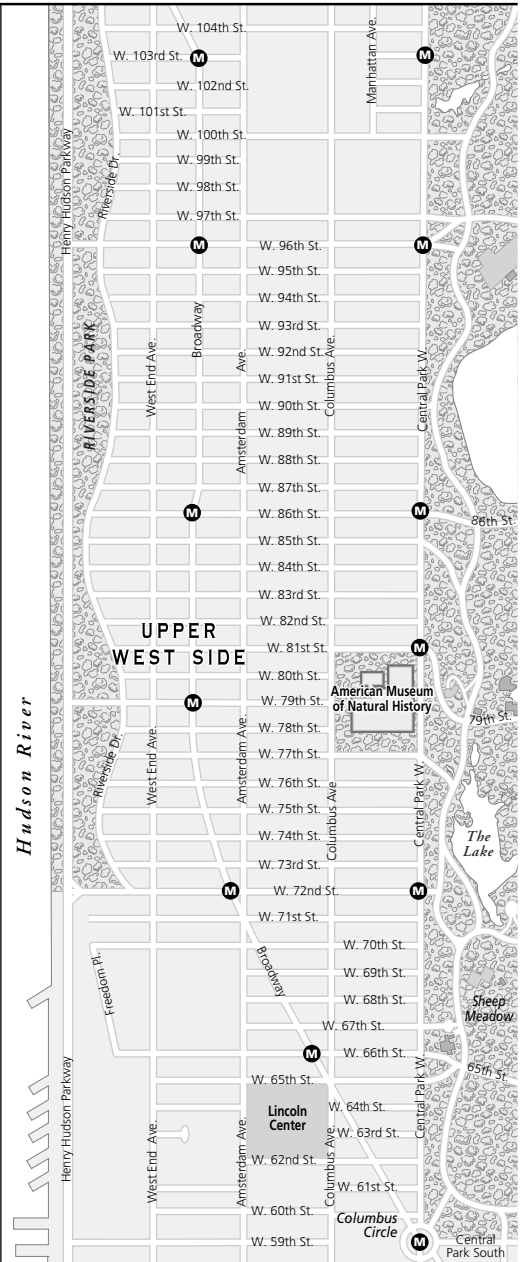 W. 104th St.
Manhattan Ave.
W. 103rd St.
M
M
W. 102nd St.
W. 101st St.
W. 100th St.
W. 99th St.
W. 98th St.
W. 97th St.
Henry Hudson Parkway
Riverside Dr.
M
W. 96th St.
M
W. 95th St.
W. 94th St.
W. 93rd St.
W. 92nd St.
W. 91st St.
W. 90th St.
W. 89th St.
W. 88th St.
W. 87th St.
RIVERSIDE PARK
West End Ave.
Broadway
Amsterdam Ave.
Columbus Ave.
Central Park W.
M
W. 86th St.
M
86th St.
W. 85th St.
W. 84th St.
W. 83rd St.
W. 82nd St.
UPPER
WEST SIDE
W. 81st St.
M
W. 80th St.
American Museum
of Natural History
M
W. 79th St.
79th St.
W. 78th St.
W. 77th St.
W. 76th St.
W. 75th St.
W. 74th St.
W. 73rd St.
Hudson River
Riverside Dr.
West End Ave.
Amsterdam Ave.
Columbus Ave
Central Park W.
The
Lake
M
W. 72nd St.
M
W. 71st St.
W. 70th St.
W. 69th St.
W. 68th St.
W. 67th St.
Freedom Pl.
Broadway
Sheep
Meadow
M
W. 66th St.
65th St.
W. 65th St.
Lincoln
Center
W. 64th St.
W. 63rd St.
W. 62nd St.
W. 61st St.
W. 60th St.
W. 59th St.
Henry Hudson Parkway
West End Ave.
Amsterdam Ave.
Columbus Ave.
Central Park W.
Columbus
Circle
M
Central
Park South